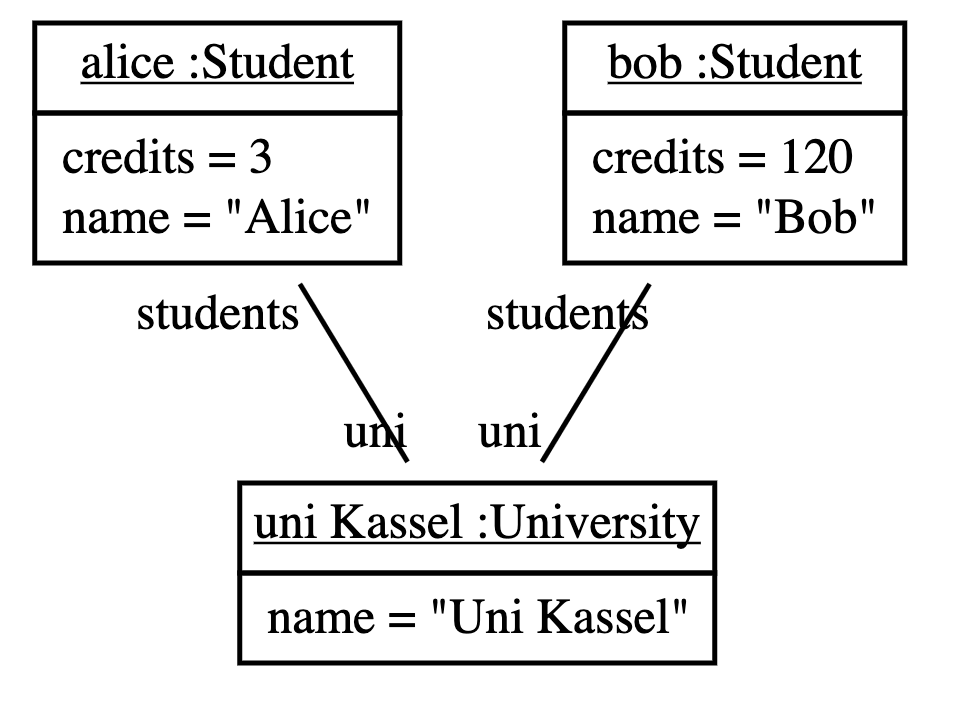 alice :Student
credits = 3
name = "Alice"
bob :Student
credits = 120
name = "Bob"
students
students
uni
uni
uni Kassel :University
name = "Uni Kassel"